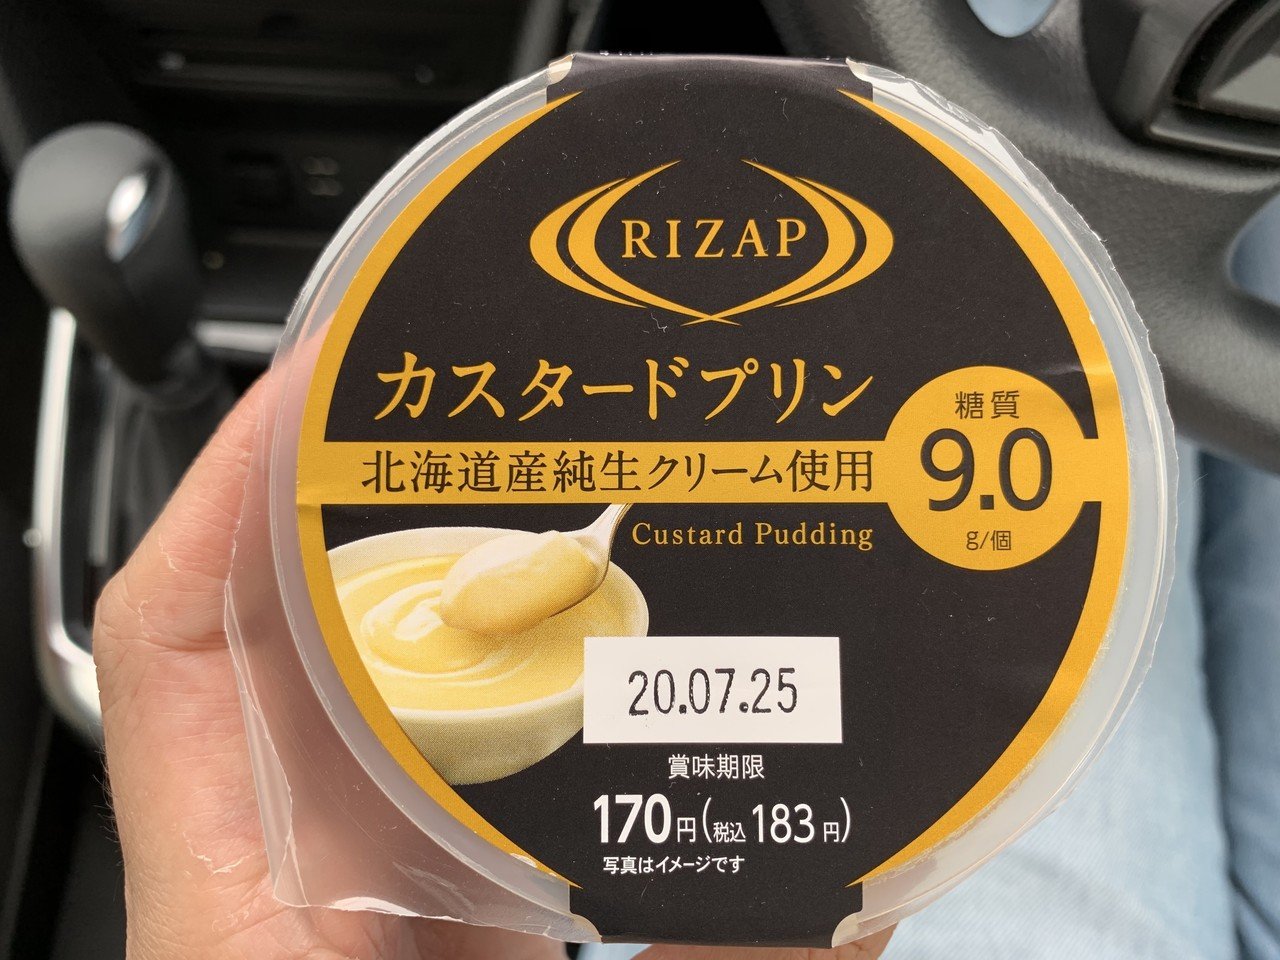 RIZAP
カスタードプリン
北海道産純生クリーム使用
糖質
9.0
g/個
Custard Pudding
20.07.25
賞味期限
170円(税込183円)
写真はイメージです